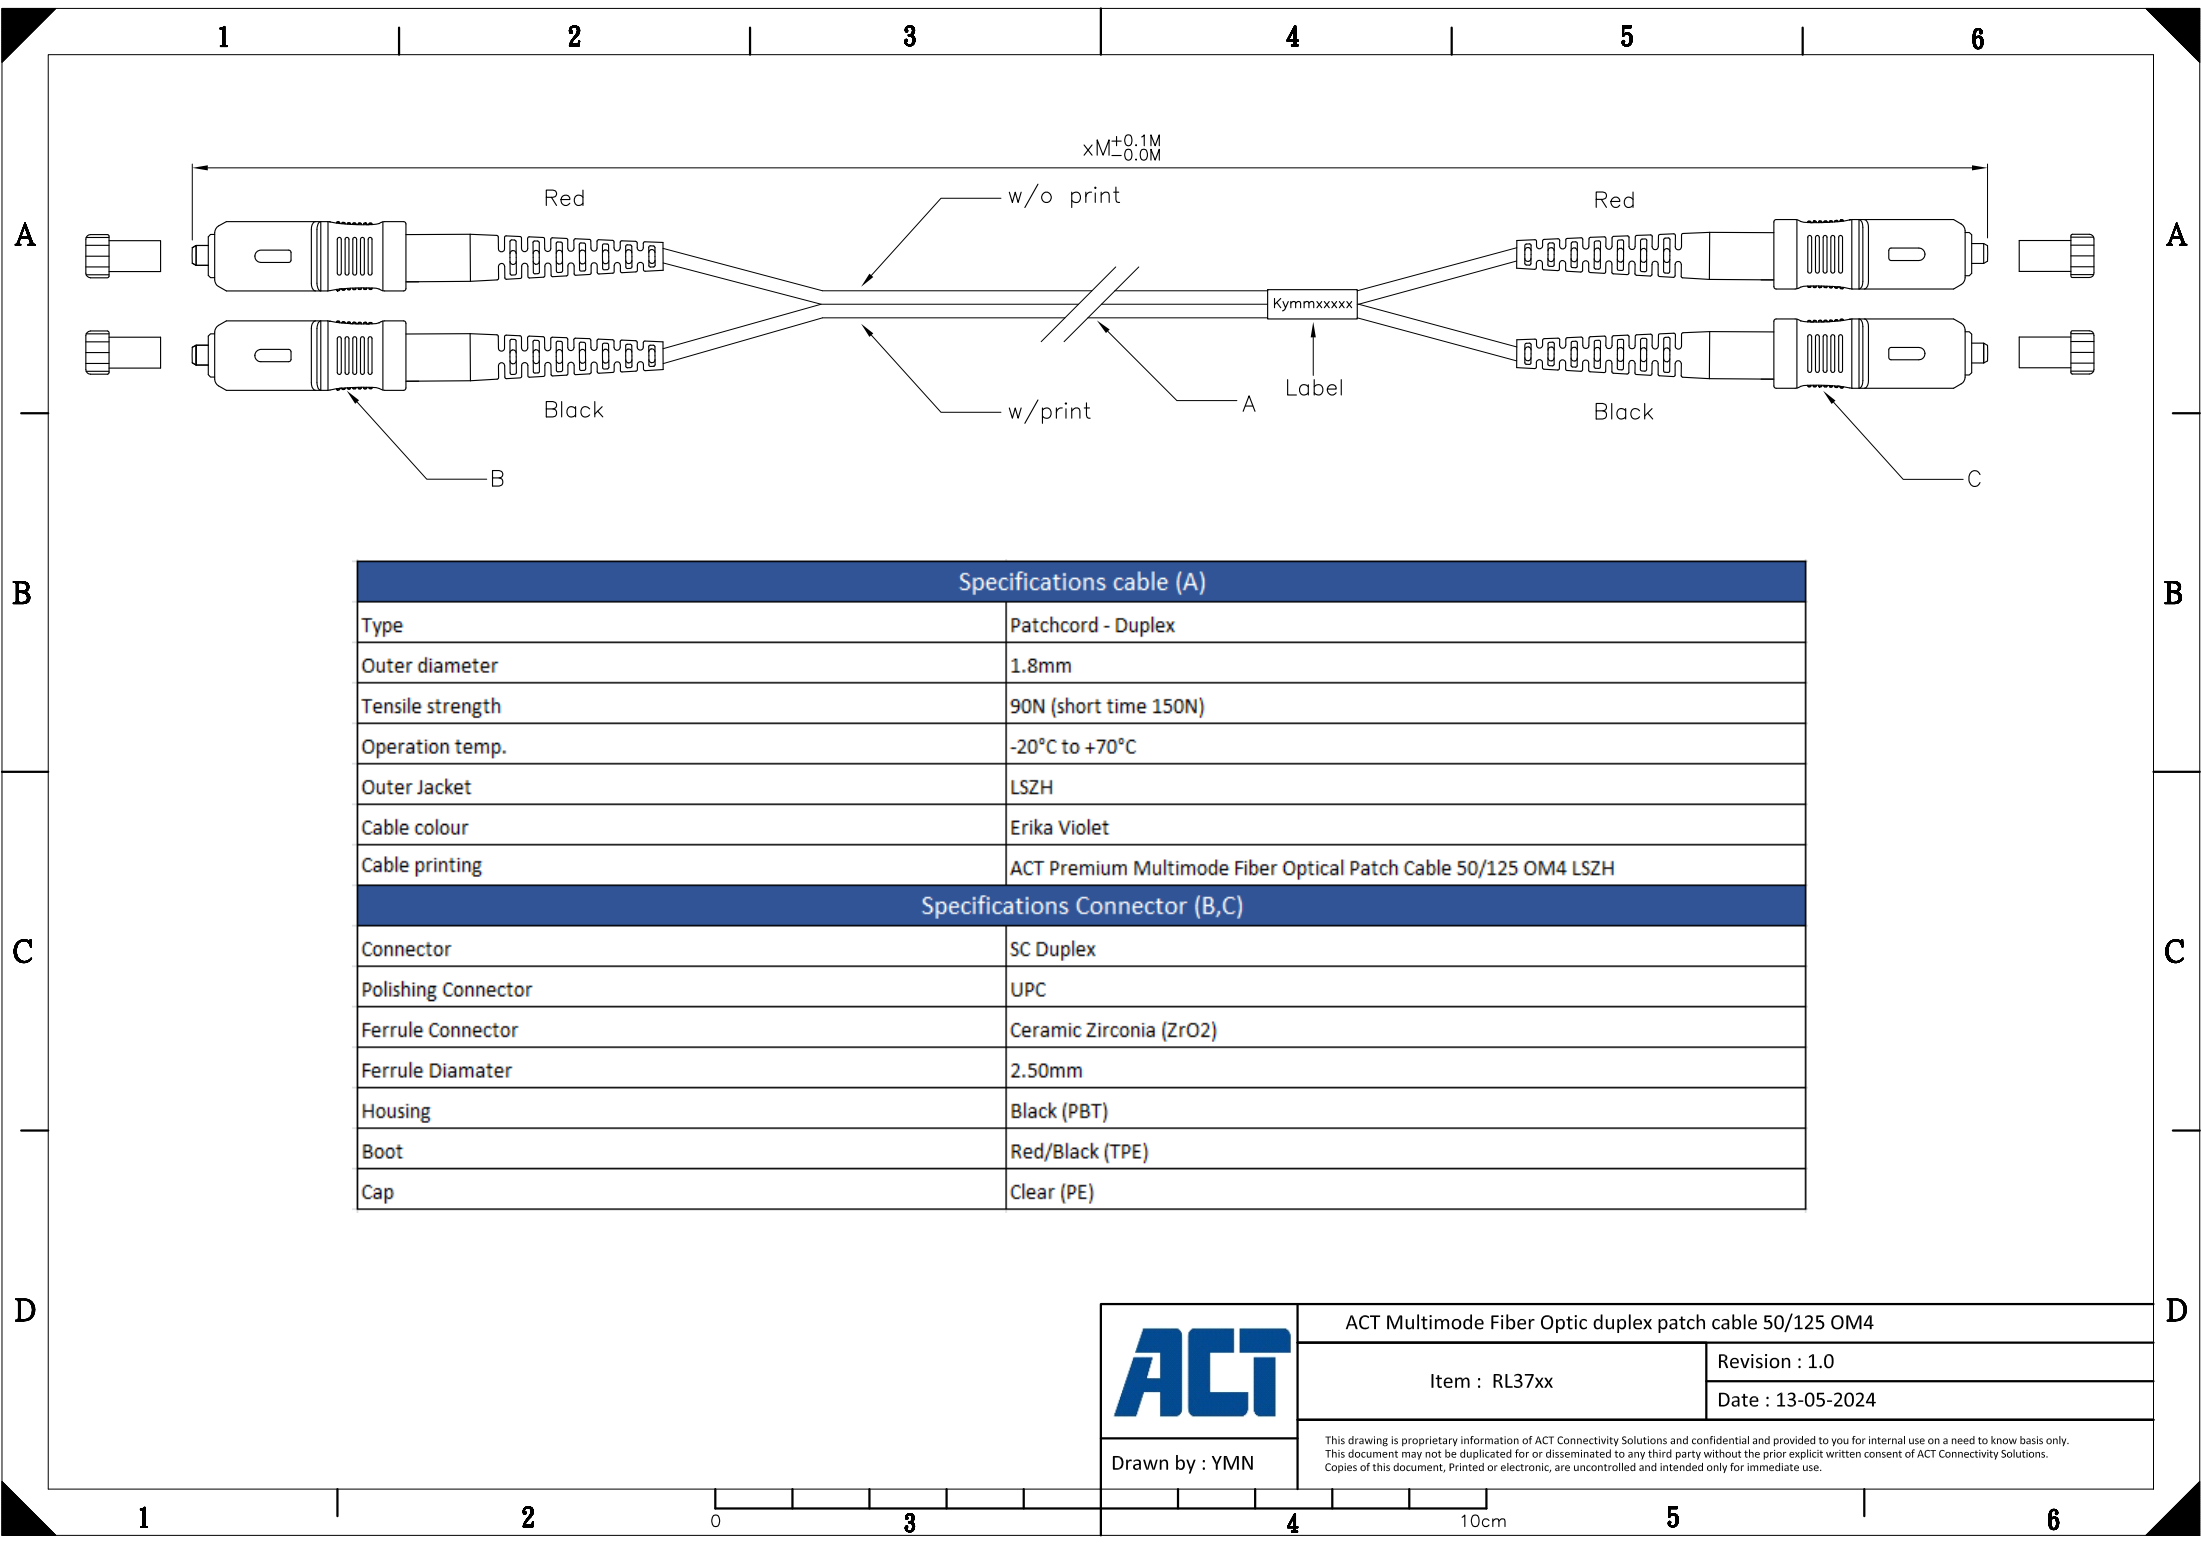 1 2 3 4 5 6
xM+0.1M
-0.0M
Red w/o print Red
A A
Kymmxxxxx
Label
Black w/print A Black
B C
Specifications cable (A)
B B
Type Patchcord - Duplex
Outer diameter 1.8mm
Tensile strength 90N (short time 150N)
Operation temp. -20°C to +70°C
Outer Jacket LSZH
Cable colour Erika Violet
Cable printing ACT Premium Multimode Fiber Optical Patch Cable 50/125 OM4 LSZH
Specifications Connector (B,C)
C C
Connector SC Duplex
Polishing Connector UPC
Ferrule Connector Ceramic Zirconia (ZrO2)
Ferrule Diamater 2.50mm
Housing Black (PBT)
Boot Red/Black (TPE)
Cap Clear (PE)
D D
ACT
ACT Multimode Fiber Optic duplex patch cable 50/125 OM4
Item : RL37xx
Revision : 1.0
Date : 13-05-2024
Drawn by : YMN
This drawing is proprietary information of ACT Connectivity Solutions and confidential and provided to you for internal use on a need to know basis only.
This document may not be duplicated for or disseminated to any third party without the prior explicit written consent of ACT Connectivity Solutions.
Copies of this document, Printed or electronic, are uncontrolled and intended only for immediate use.
0 10cm
1 2 3 4 5 6